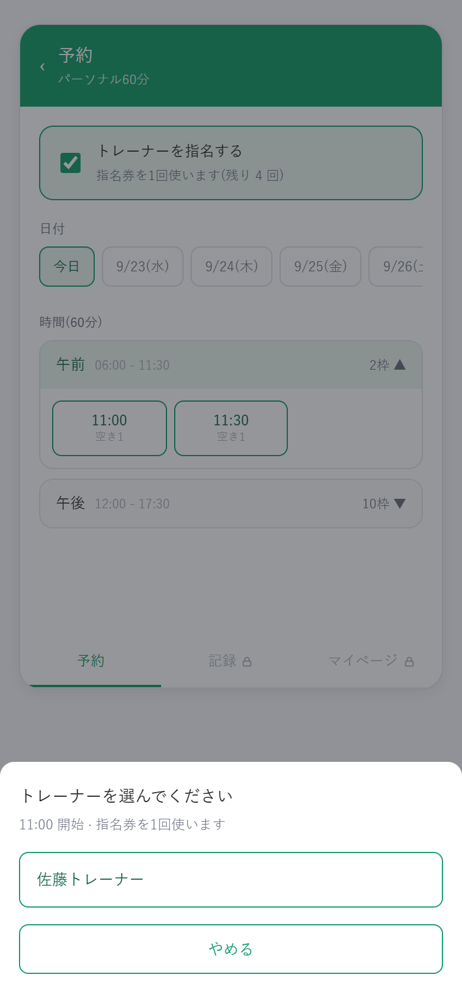 ‹
予約
パーソナル60分
トレーナーを指名する
指名券を1回使います(残り 4 回)
日付
今日 9/23(水) 9/24(木) 9/25(金) 9/26(
時間(60分)
午前 06:00 - 11:30 2枠 ▲
11:00 11:30
空き1 空き1
午後 12:00 - 17:30 10枠 ▼
予約 記録 マイページ
トレーナーを選んでください
11:00 開始 · 指名券を1回使います
佐藤トレーナー
やめる